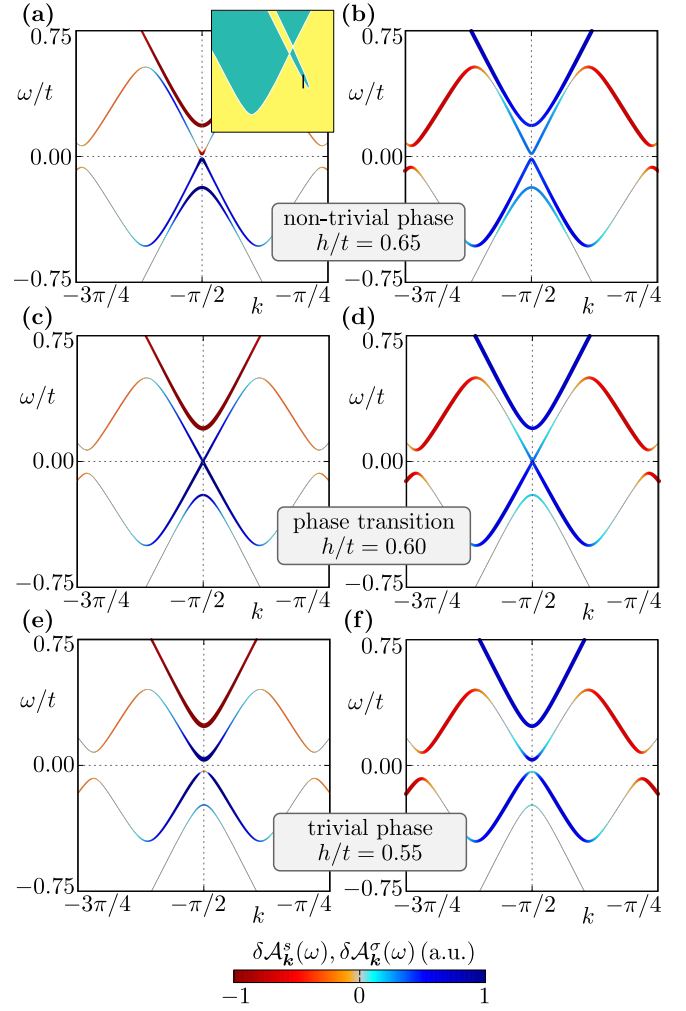 (a) (b)
0.75 0.75
ω/t ω/t
0.00 0.00
non-trivial phase
h/t = 0.65
−0.75 −0.75
−3π/4 −π/2 k −π/4 −3π/4 −π/2 k −π/4
(c) (d)
0.75 0.75
ω/t ω/t
0.00 0.00
phase transition
h/t = 0.60
−0.75 −0.75
−3π/4 −π/2 k −π/4 −3π/4 −π/2 k −π/4
(e) (f)
0.75 0.75
ω/t ω/t
0.00 0.00
trivial phase
h/t = 0.55
−0.75 −0.75
−3π/4 −π/2 k −π/4 −3π/4 −π/2 k −π/4
δ𝒜ˢₖ(ω), δ𝒜^σₖ(ω) (a.u.)
−1 0 1